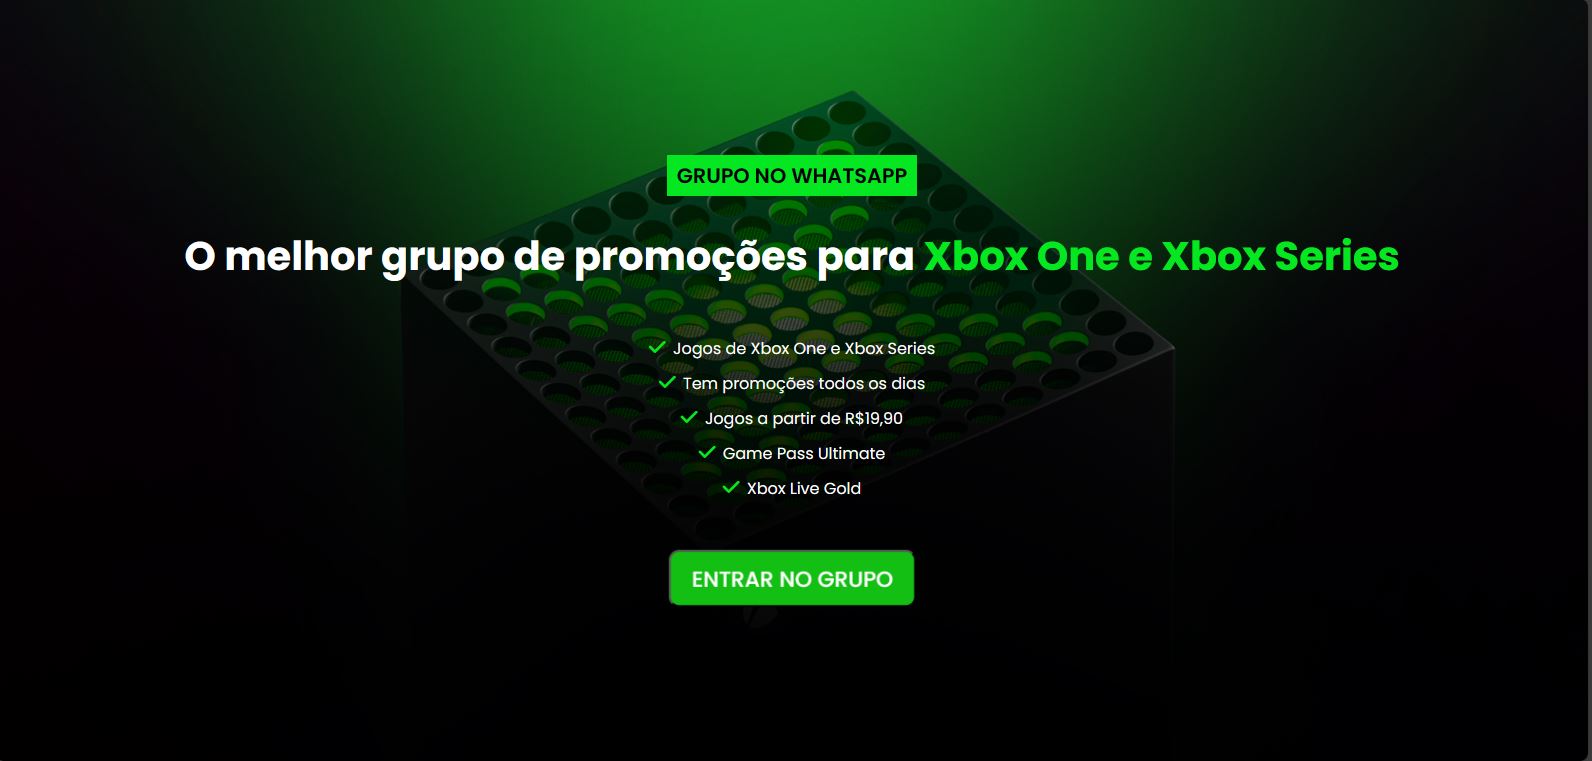 GRUPO NO WHATSAPP
O melhor grupo de promoções para Xbox One e Xbox Series
Jogos de Xbox One e Xbox Series
Tem promoções todos os dias
Jogos a partir de R$19,90
Game Pass Ultimate
Xbox Live Gold
ENTRAR NO GRUPO